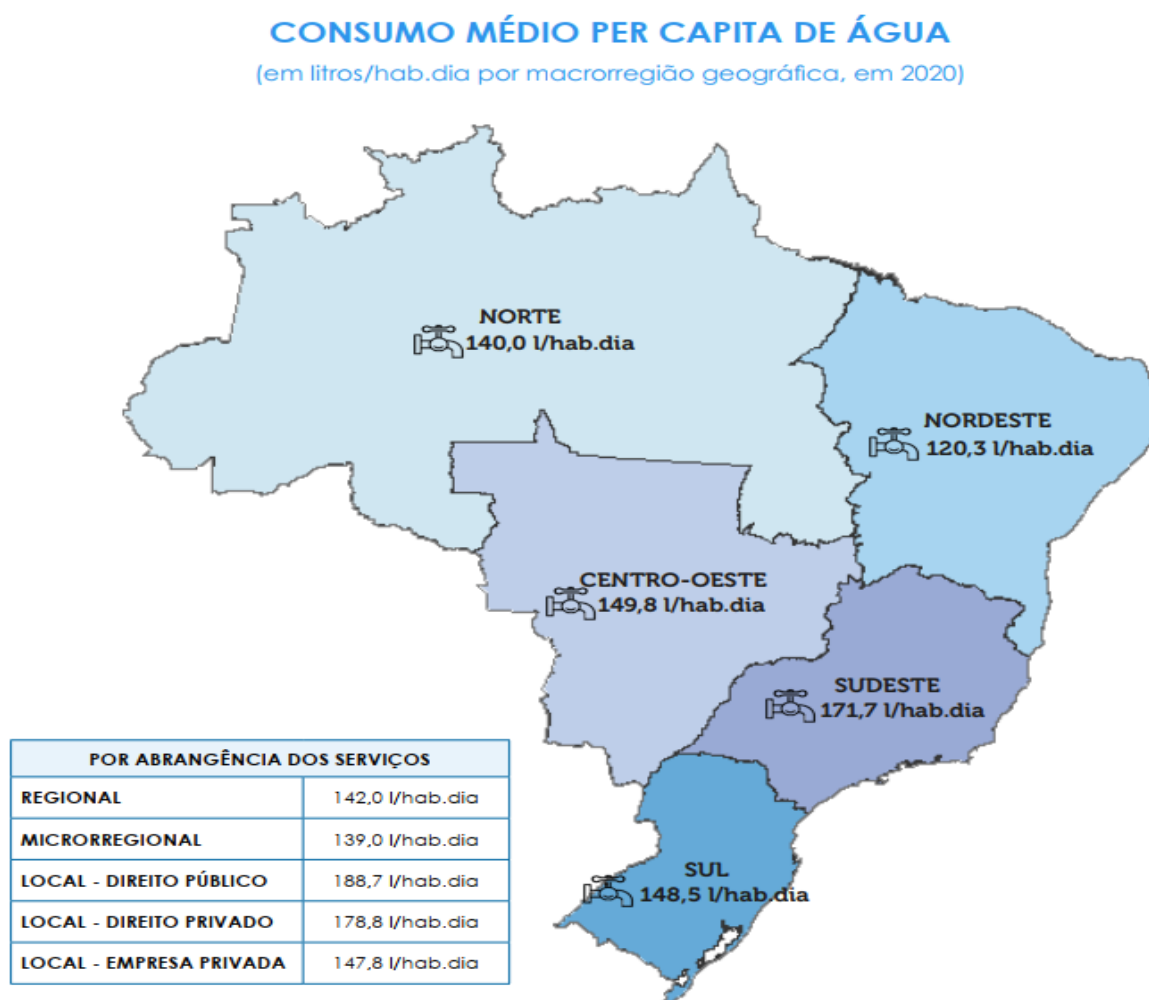 CONSUMO MÉDIO PER CAPITA DE ÁGUA
(em litros/hab.dia por macrorregião geográfica, em 2020)
NORTE
140,0 l/hab.dia
NORDESTE
120,3 l/hab.dia
CENTRO-OESTE
149,8 l/hab.dia
SUDESTE
171,7 l/hab.dia
SUL
148,5 l/hab.dia
POR ABRANGÊNCIA DOS SERVIÇOS
REGIONAL 142,0 l/hab.dia
MICRORREGIONAL 139,0 l/hab.dia
LOCAL - DIREITO PÚBLICO 188,7 l/hab.dia
LOCAL - DIREITO PRIVADO 178,8 l/hab.dia
LOCAL - EMPRESA PRIVADA 147,8 l/hab.dia